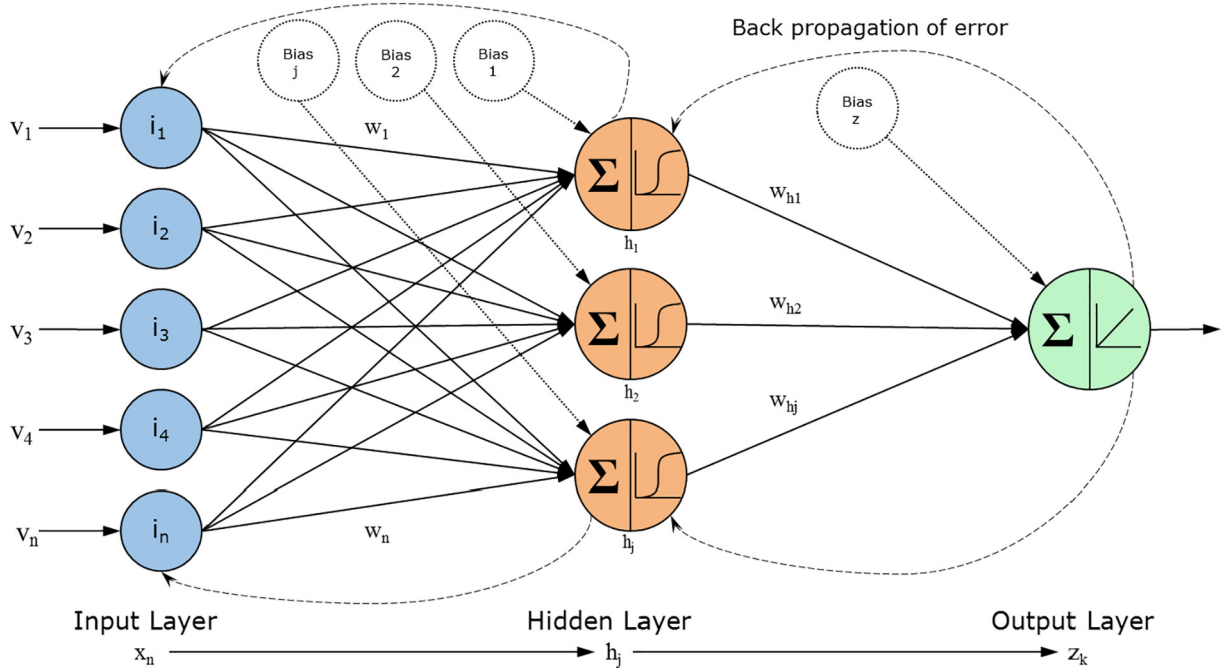 Back propagation of error
Bias
j
Bias
2
Bias
1
Bias
z
v1
i1
w1
Σ
h1
wh1
v2
i2
v3
i3
Σ
h2
wh2
Σ
v4
i4
whj
Σ
hj
vn
in
wn
Input Layer
Hidden Layer
Output Layer
xn
hj
zk